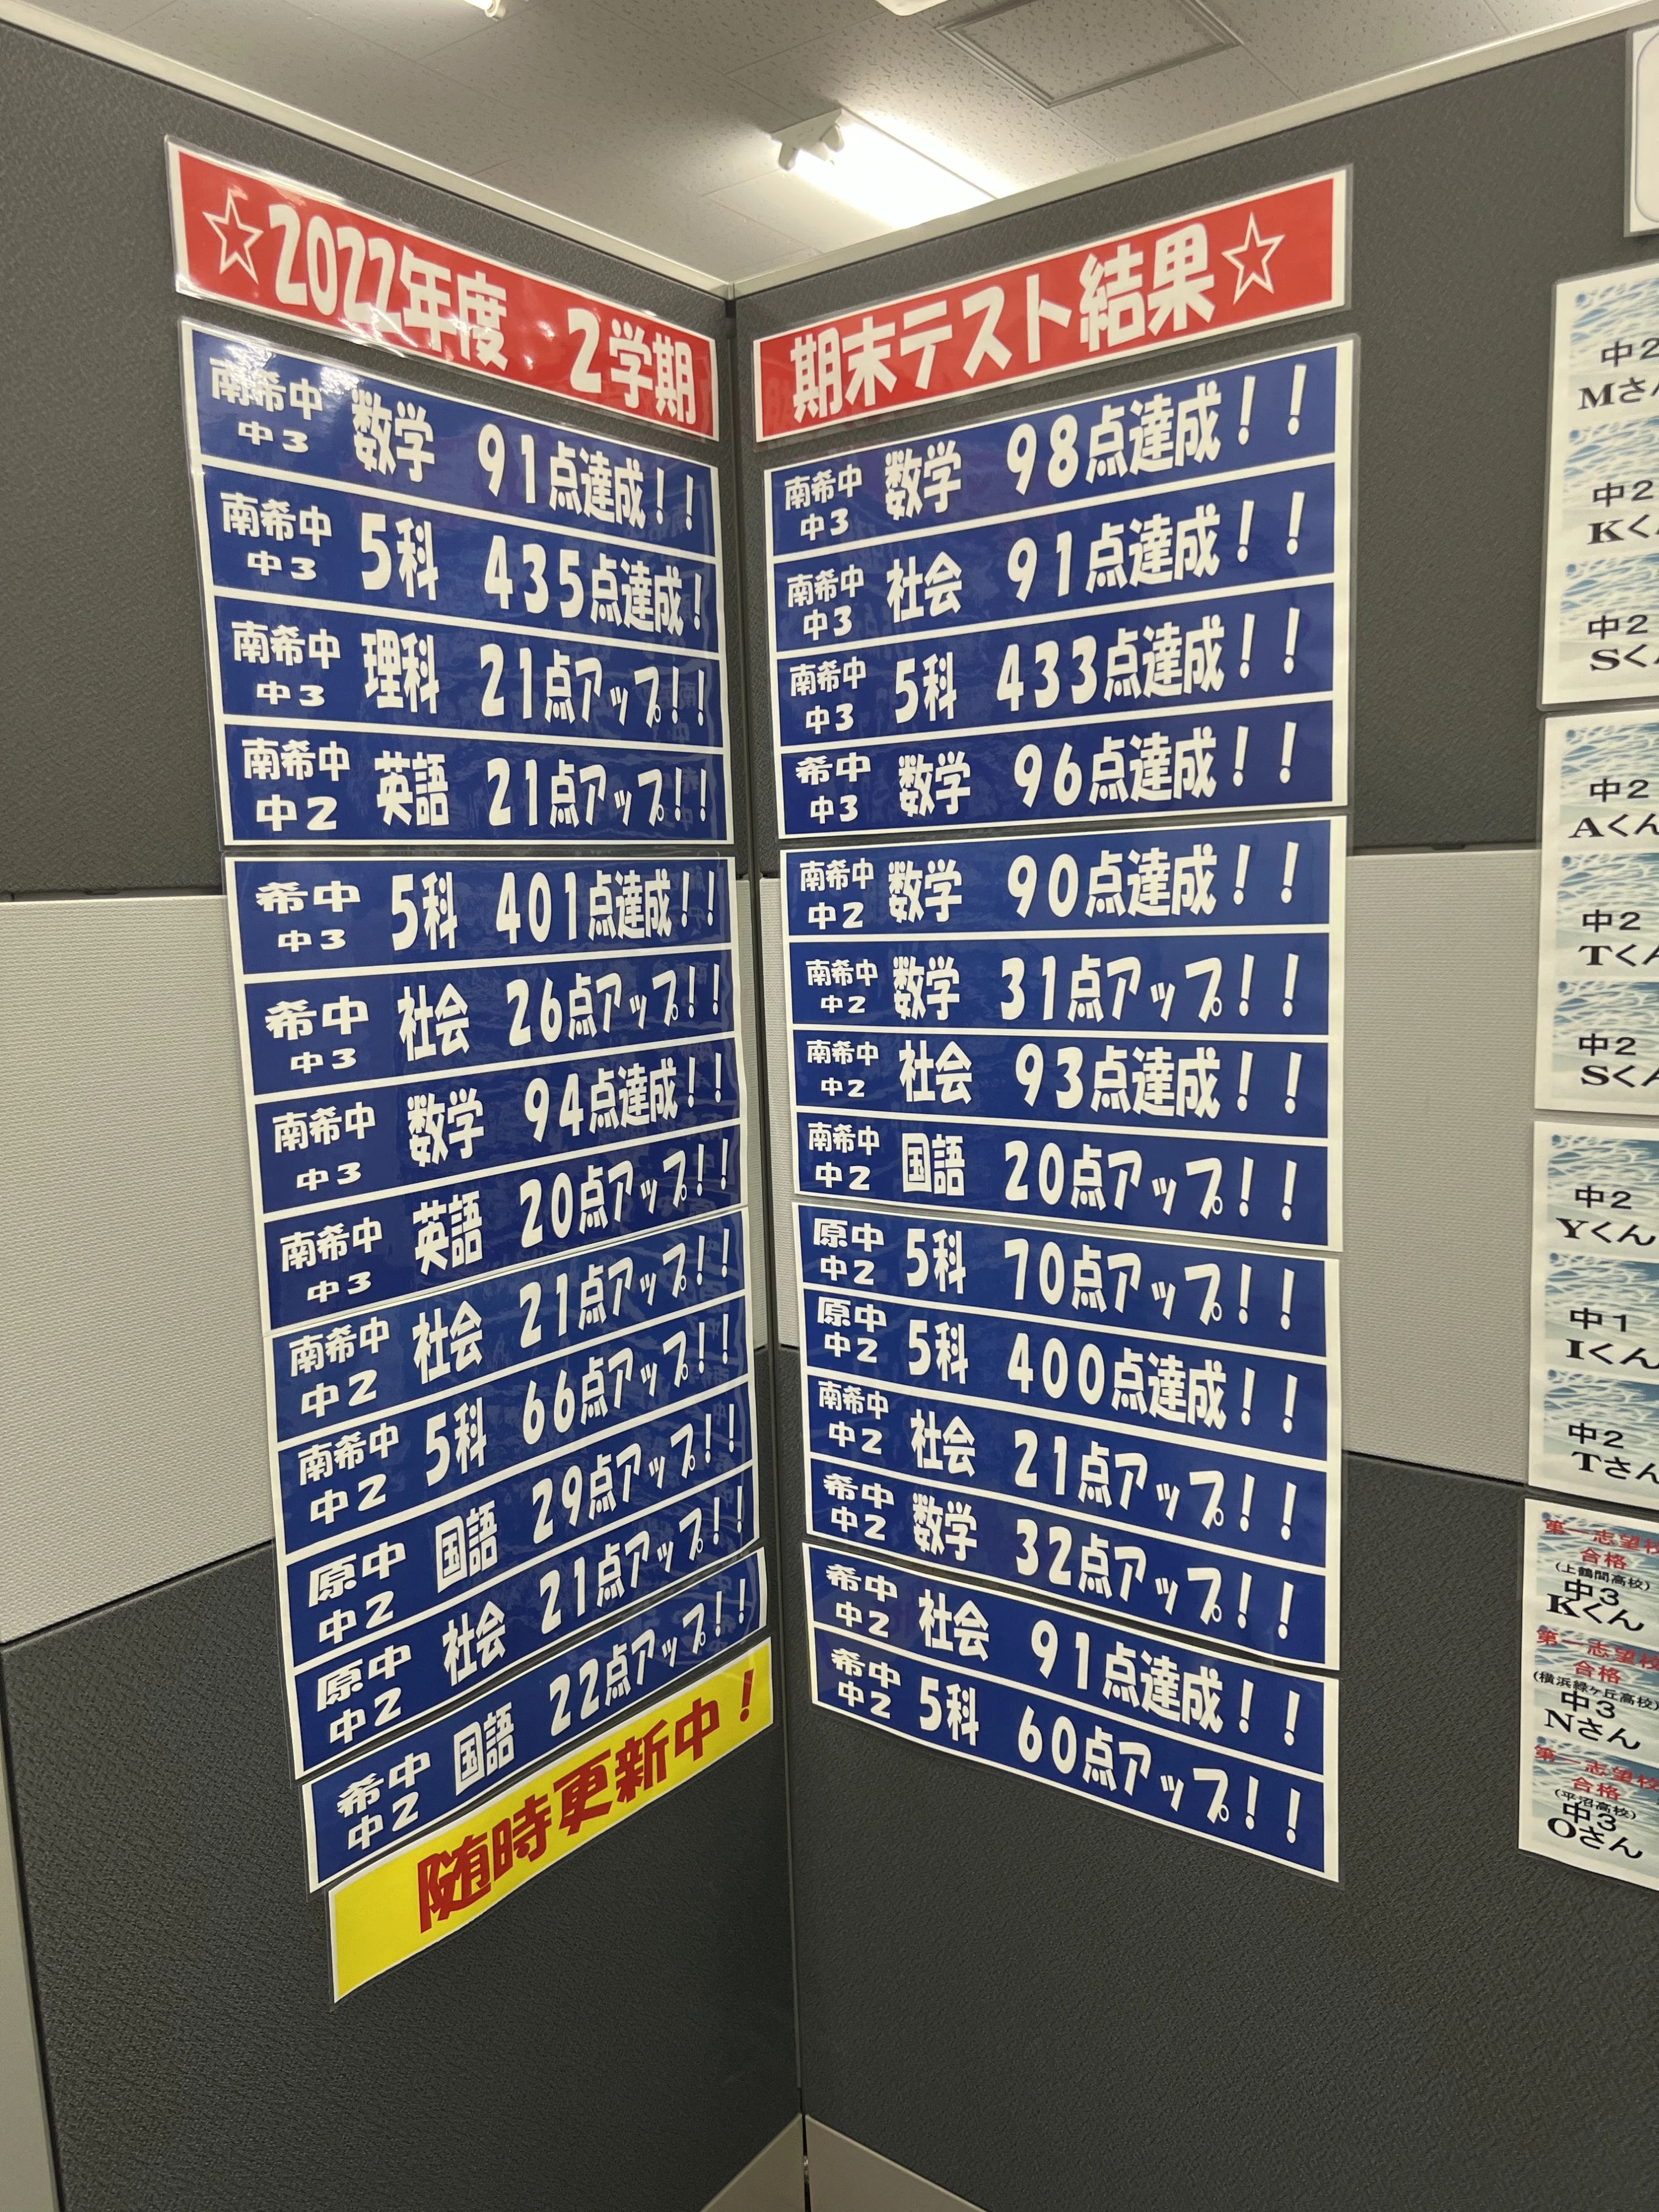 ☆2022年度 2学期
南希中 中3 数学 91点達成!!
南希中 中3 5科 435点達成!
南希中 中3 理科 21点アップ!!
南希中 中2 英語 21点アップ!!
希中 中3 5科 401点達成!!
希中 中3 社会 26点アップ!!
南希中 中3 数学 94点達成!!
南希中 中3 英語 20点アップ!!
南希中 中2 社会 21点アップ!!
南希中 中2 5科 66点アップ!!
原中 中2 国語 29点アップ!!
原中 中2 社会 21点アップ!!
希中 中2 国語 22点アップ!!
随時更新中!
期末テスト結果☆
南希中 中3 数学 98点達成!!
南希中 中3 社会 91点達成!!
南希中 中3 5科 433点達成!!
希中 中3 数学 96点達成!!
南希中 中2 数学 90点達成!!
南希中 中2 数学 31点アップ!!
南希中 中2 社会 93点達成!!
南希中 中2 国語 20点アップ!!
原中 中2 5科 70点アップ!!
原中 中2 5科 400点達成!!
南希中 中2 社会 21点アップ!!
希中 中2 数学 32点アップ!!
希中 中2 社会 91点達成!!
希中 中2 5科 60点アップ!!
中2
Mさん
中2
Kくん
中2
Sくん
中2
Aくん
中2
Tくん
中2
Sくん
中2
Yくん
中1
Iくん
中2
Tさん
第一志望校
合格
(上鶴間高校)
中3
Kくん
第一志望校
合格
(横浜緑ケ丘高校)
中3
Nさん
第一志望校
合格
(平沼高校)
中3
Oさん